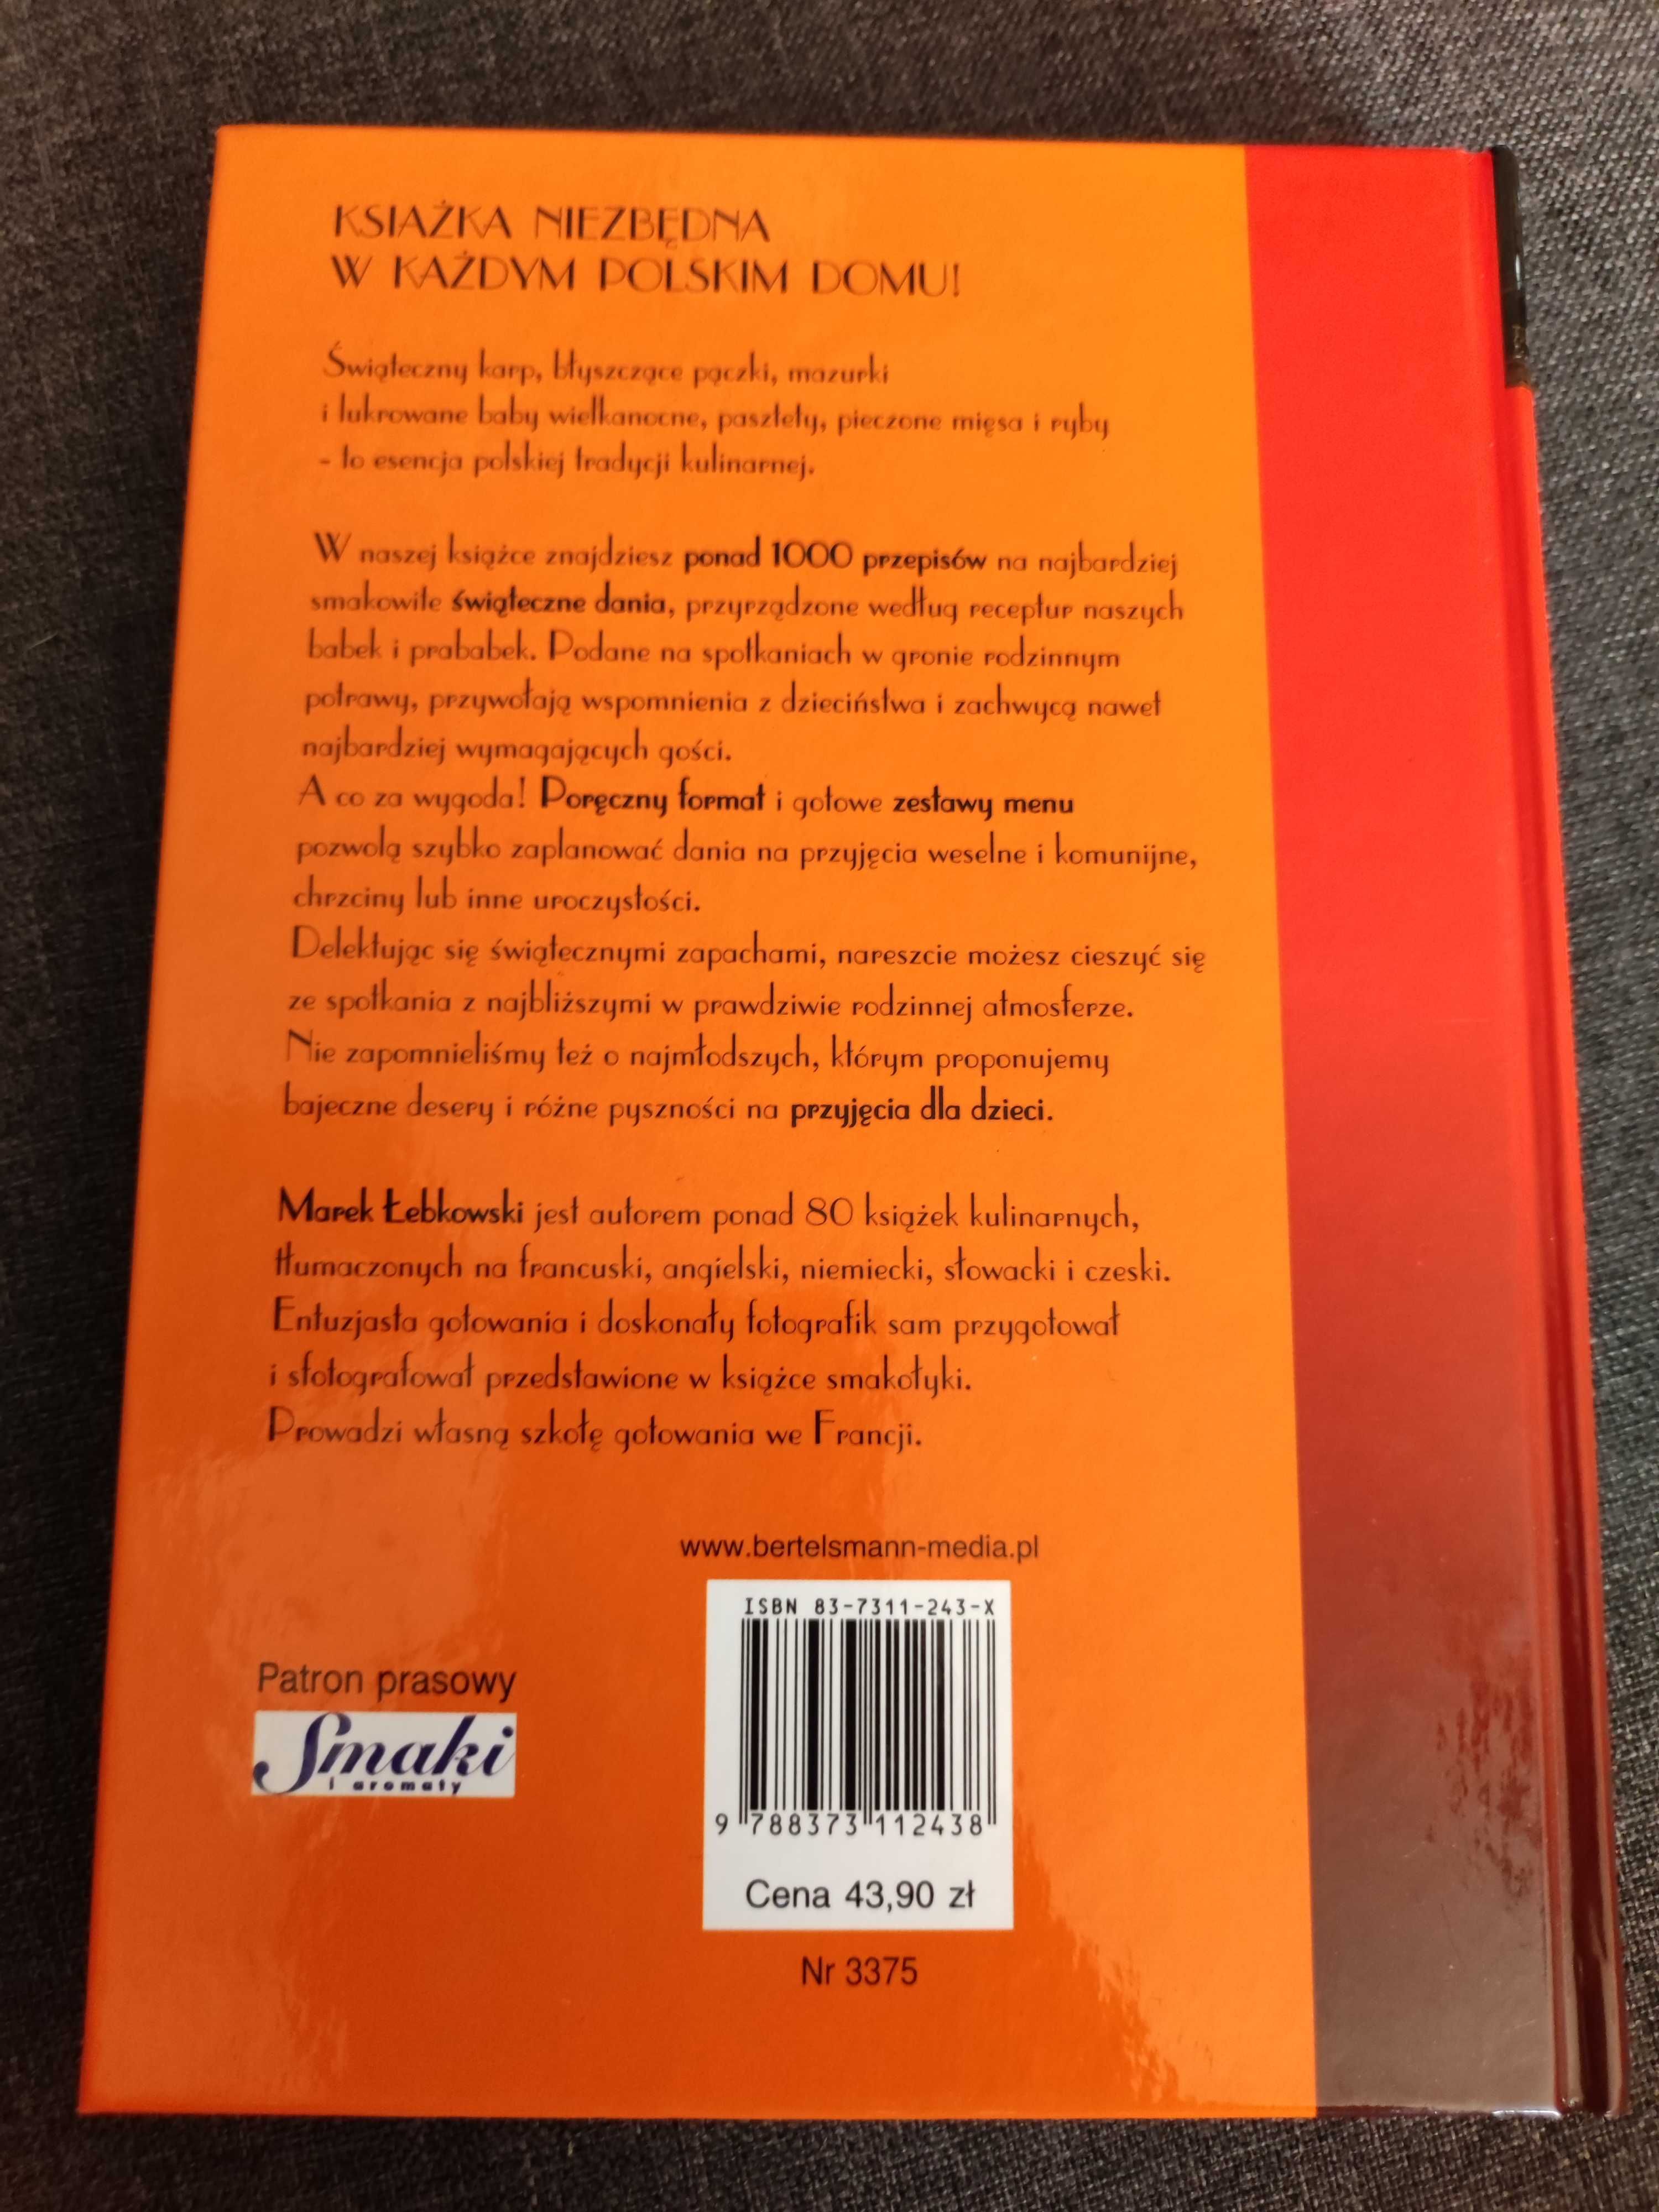 KSIĄŻKA NIEZBĘDNA
W KAŻDYM POLSKIM DOMU!
Świąteczny karp, błyszczące pączki, mazurki
i lukrowane baby wielkanocne, pasztety, pieczone mięsa i ryby
- to esencja polskiej tradycji kulinarnej.
W naszej książce znajdziesz ponad 1000 przepisów na najbardziej
smakowite świąteczne dania, przyrządzone według receptur naszych
babek i prababek. Podane na spotkaniach w gronie rodzinnym
potrawy, przywołają wspomnienia z dzieciństwa i zachwycą nawet
najbardziej wymagających gości.
A co za wygoda! Poręczny format i gotowe zestawy menu
pozwolą szybko zaplanować dania na przyjęcia weselne i komunijne,
chrzciny lub inne uroczystości.
Delektując się świątecznymi zapachami, nareszcie możesz cieszyć się
ze spotkania z najbliższymi w prawdziwie rodzinnej atmosferze.
Nie zapomnieliśmy też o najmłodszych, którym proponujemy
bajeczne desery i różne pyszności na przyjęcia dla dzieci.
Marek Łebkowski jest autorem ponad 80 książek kulinarnych,
tłumaczonych na francuski, angielski, niemiecki, słowacki i czeski.
Entuzjasta gotowania i doskonały fotografik sam przygotował
i sfotografował przedstawione w książce smakołyki.
Prowadzi własną szkołę gotowania we Francji.
www.bertelsmann-media.pl
ISBN 83-7311-243-X
9 788373 112438
Cena 43,90 zł
Nr 3375
Patron prasowy
Smaki
i aromaty